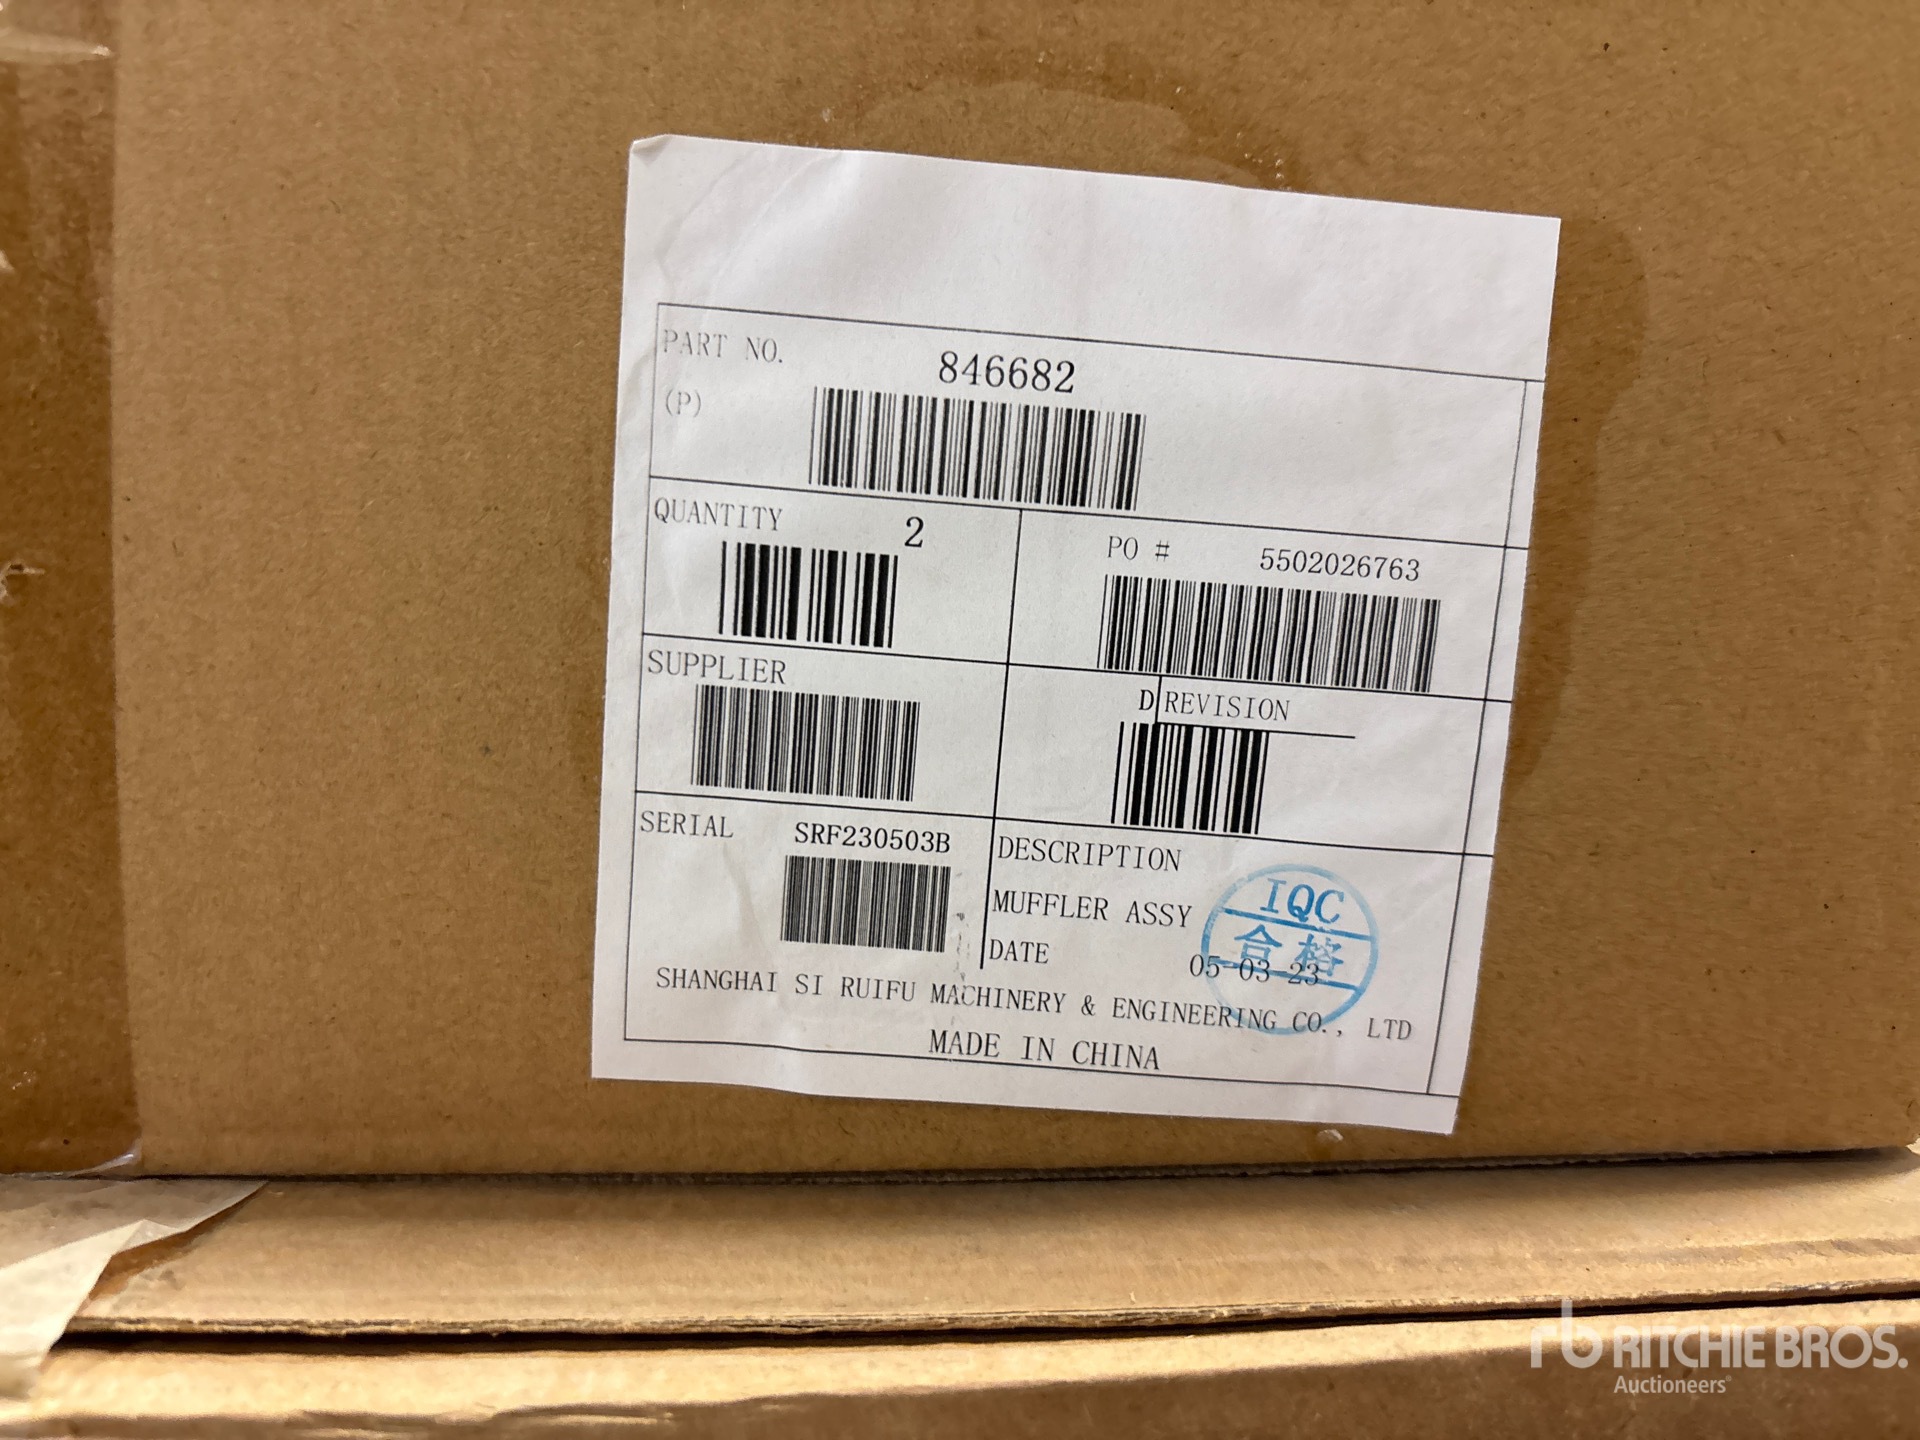 PART NO. 846682
(P)
QUANTITY 2
PO # 5502026763
SUPPLIER
D REVISION
SERIAL SRF230503B
DESCRIPTION
MUFFLER ASSY
DATE 05-03-23
IQC
合格
SHANGHAI SI RUIFU MACHINERY & ENGINEERING CO., LTD
MADE IN CHINA
rb RITCHIE BROS.
Auctioneers